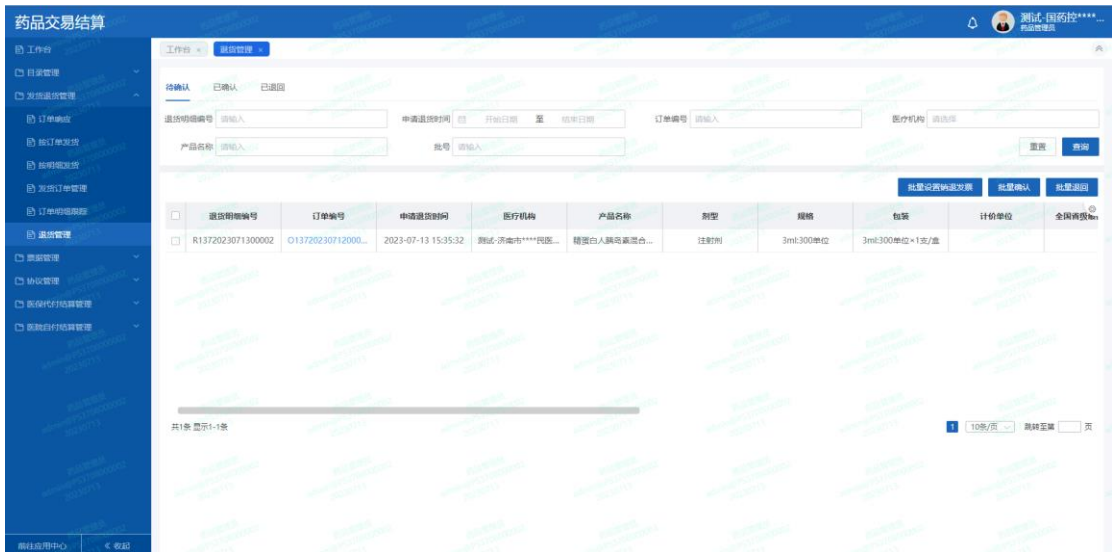 药品交易结算
测试-国药控****...
药品管理员
工作台
目录管理
发货退货管理
订单响应
按订单发货
按明细发货
发货订单管理
订单明细跟踪
退货管理
票据管理
协议管理
医保代付结算管理
医院自付结算管理
前往应用中心 《 收起
工作台 × 退货管理 ×
待确认 已确认 已退回
退货明细编号 请输入 申请退货时间 开始日期 至 结束日期 订单编号 请输入 医疗机构 请选择
产品名称 请输入 批号 请输入 重置 查询
批量设置销退发票 批量确认 批量退回
退货明细编号 订单编号 申请退货时间 医疗机构 产品名称 剂型 规格 包装 计价单位 全国省级
R1372023071300002 O13720230712000... 2023-07-13 15:35:32 测试-济南市****民医... 精蛋白人胰岛素混合... 注射剂 3ml:300单位 3ml:300单位×1支/盒
共1条 显示1-1条 1 10条/页 跳转至第 页